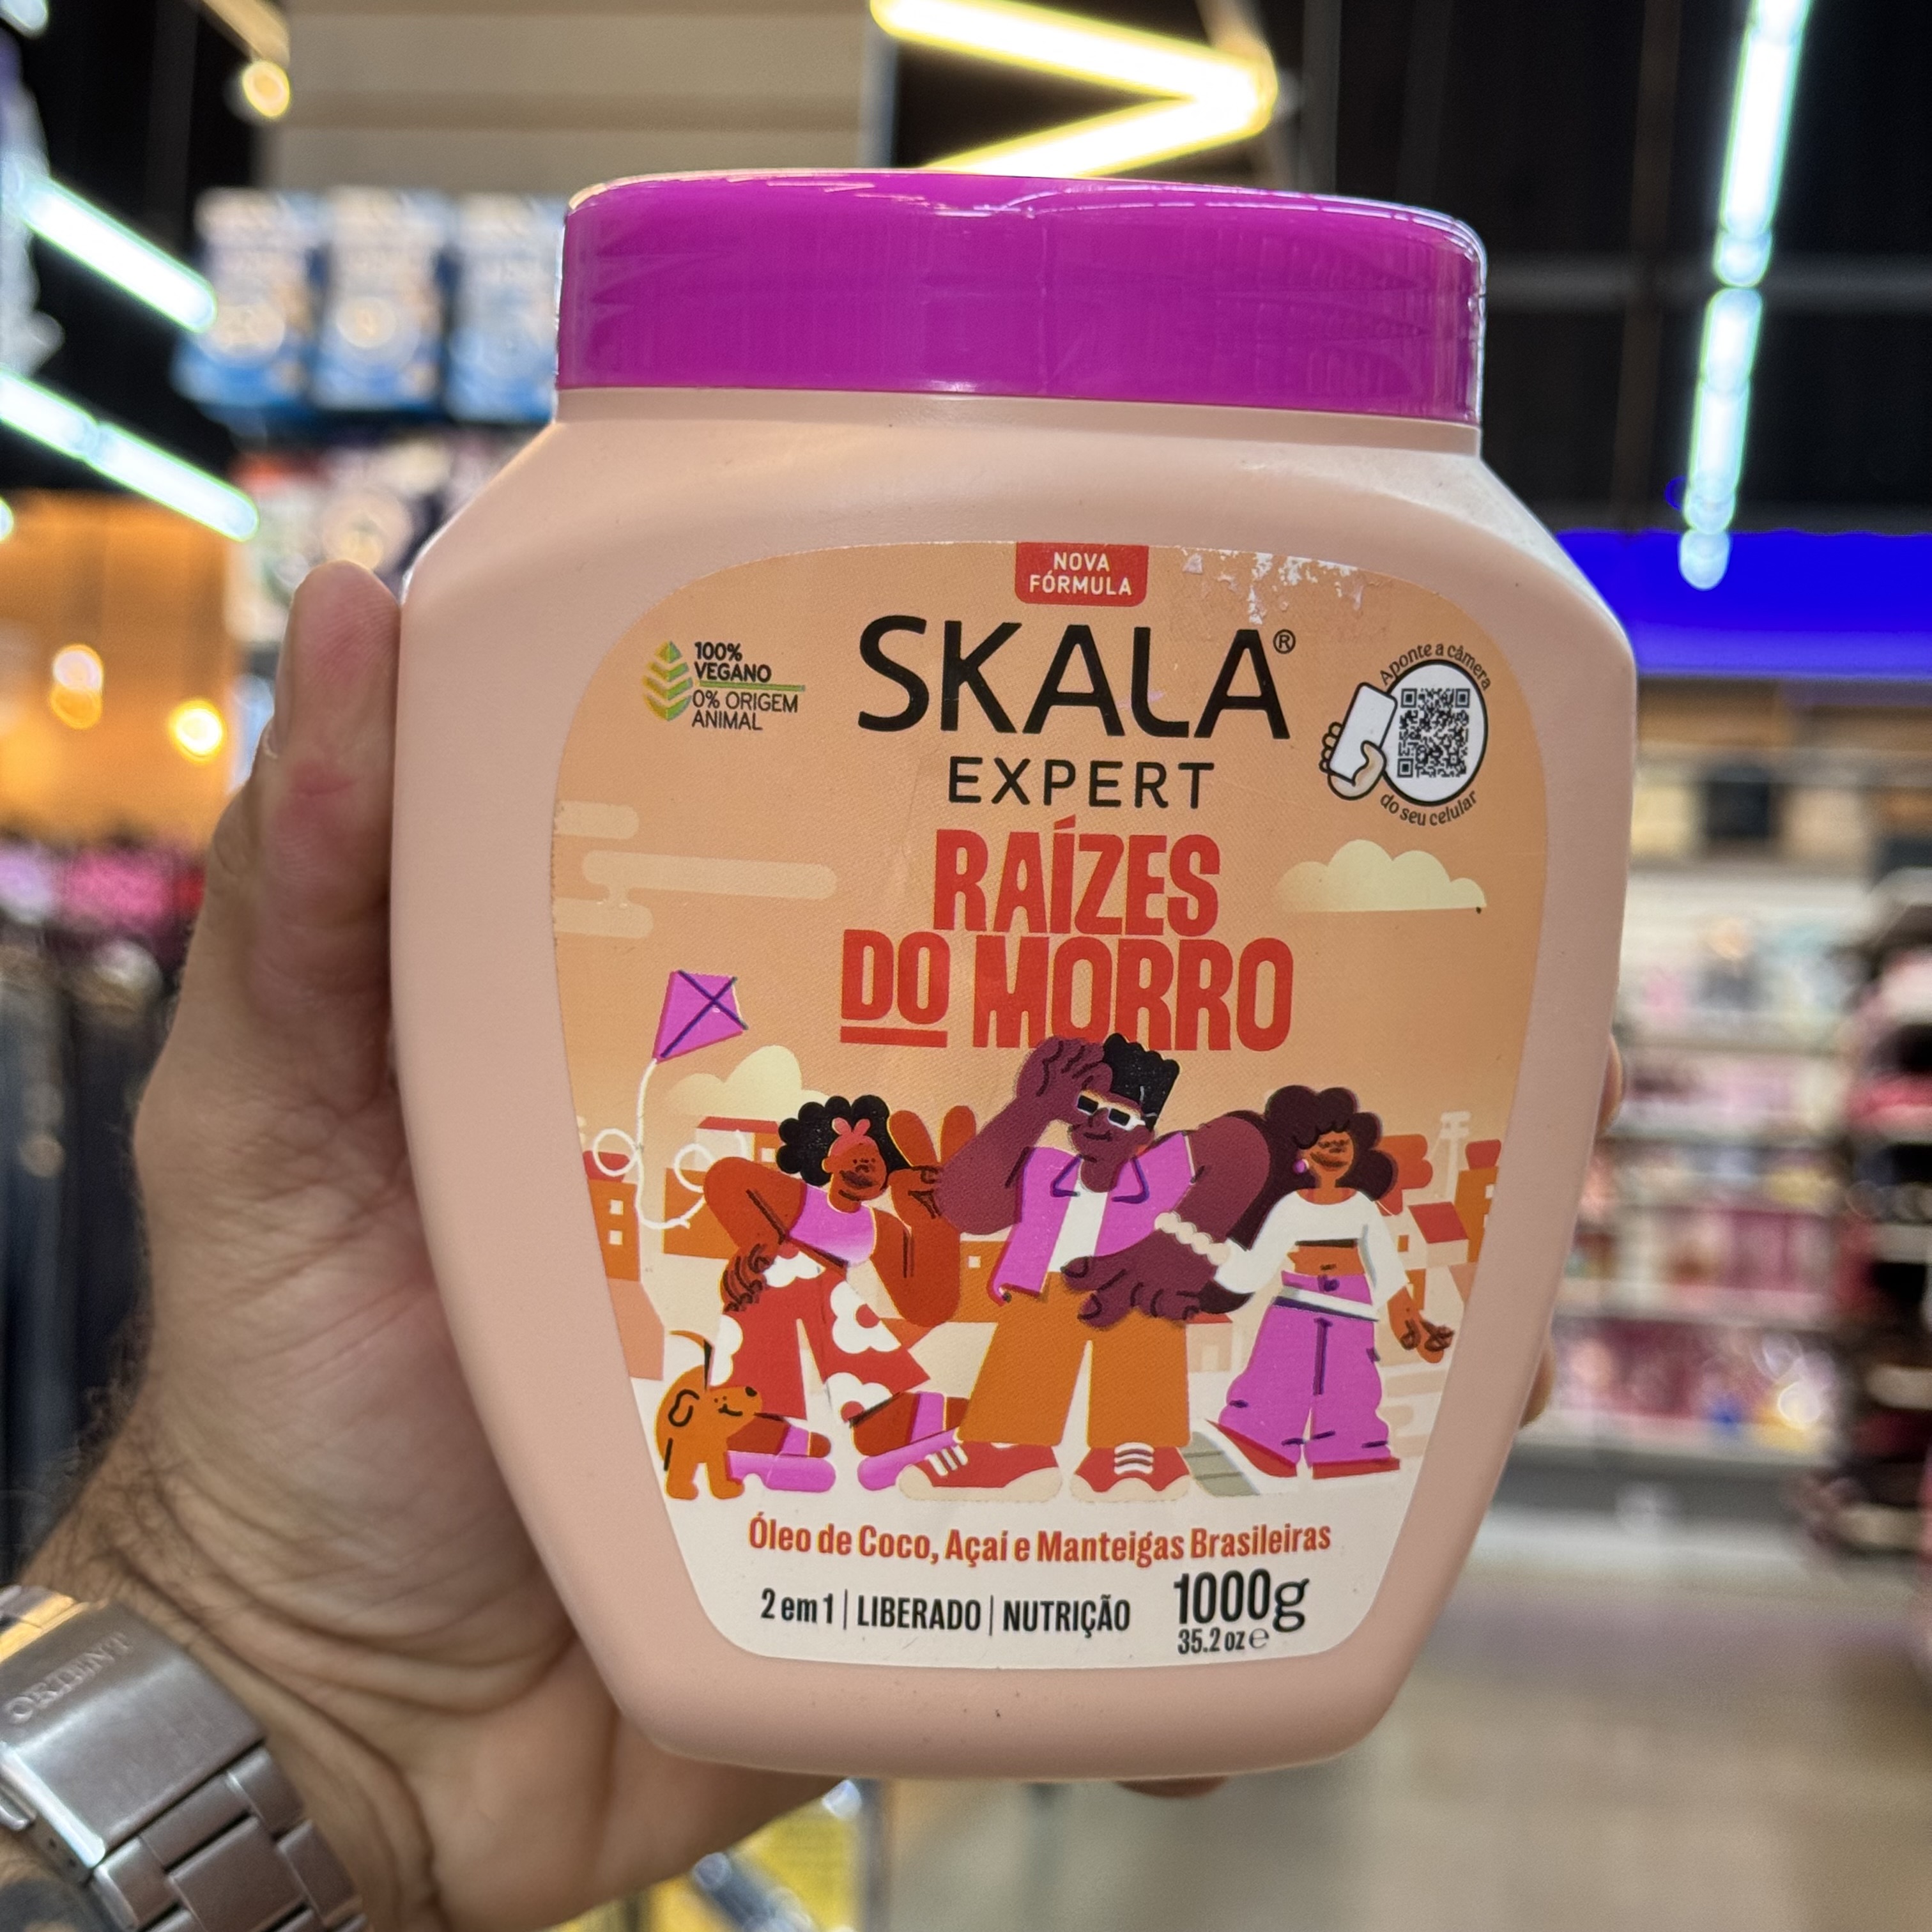 NOVA
FÓRMULA
SKALA®
EXPERT
100%
VEGANO
0% ORIGEM
ANIMAL
Aponte a câmera
do seu celular
RAÍZES
DO MORRO
Óleo de Coco, Açaí e Manteigas Brasileiras
2 em 1 | LIBERADO | NUTRIÇÃO
1000g
35.2 oz ℮
ORIENT